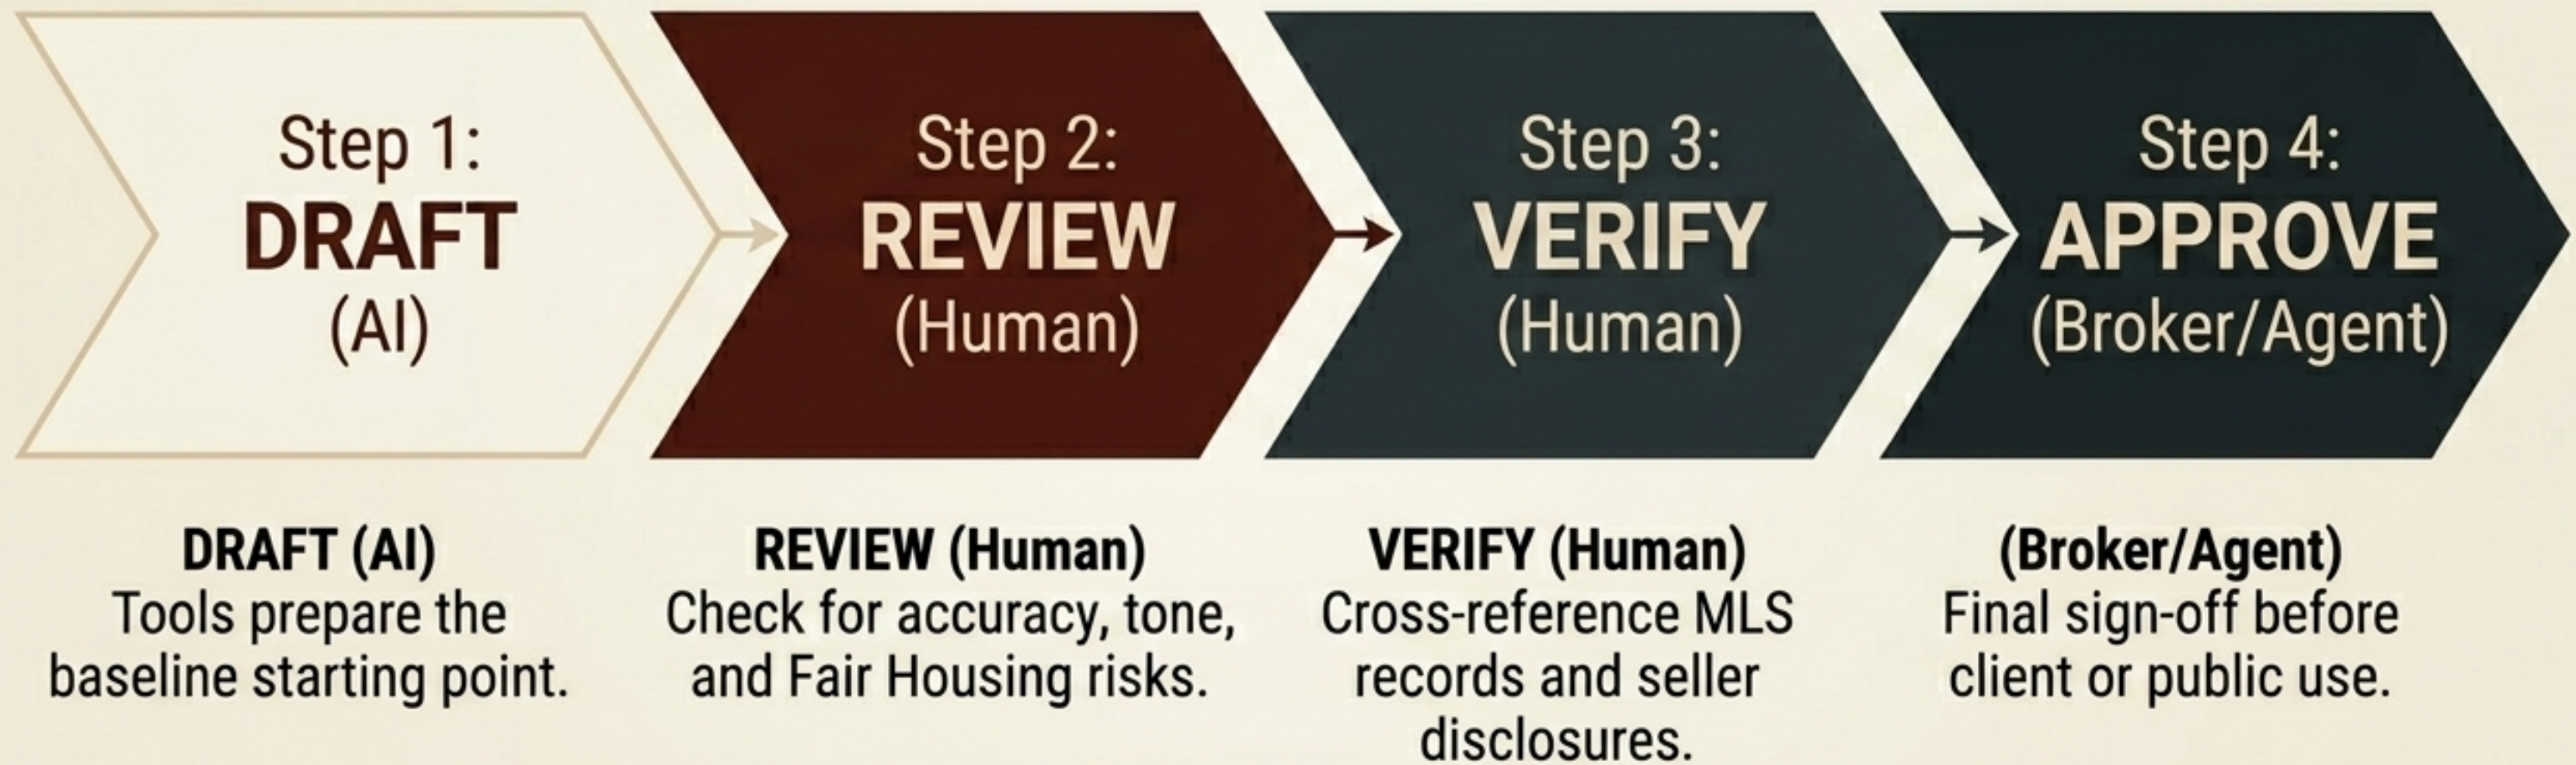 Step 1:
DRAFT
(AI)
Step 2:
REVIEW
(Human)
Step 3:
VERIFY
(Human)
Step 4:
APPROVE
(Broker/Agent)
DRAFT (AI)
Tools prepare the
baseline starting point.
REVIEW (Human)
Check for accuracy, tone,
and Fair Housing risks.
VERIFY (Human)
Cross-reference MLS
records and seller
disclosures.
(Broker/Agent)
Final sign-off before
client or public use.